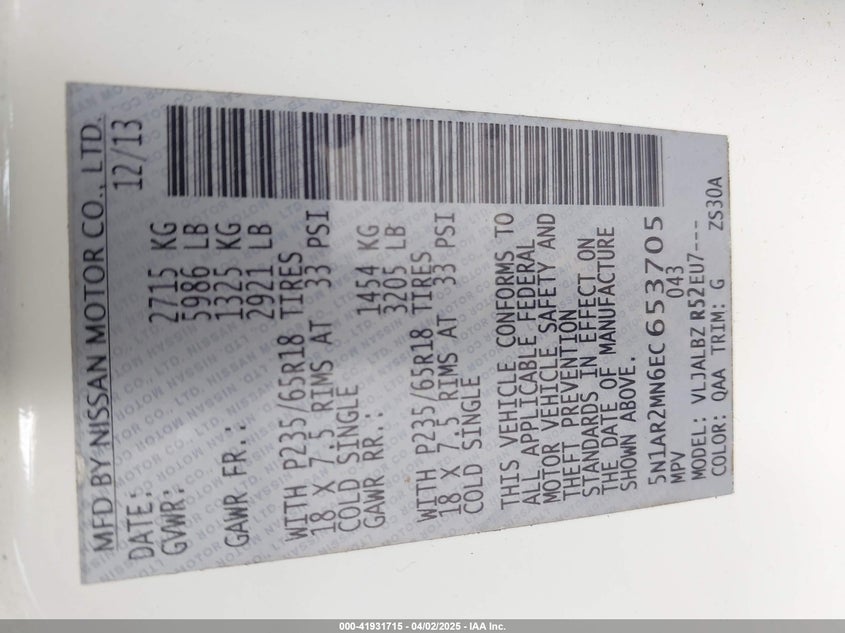 MFD BY NISSAN MOTOR CO., LTD.
DATE: 12/13
GVWR: 2715 KG
5986 LB
GAWR FR.: 1325 KG
2921 LB
WITH P235/65R18 TIRES
18 X 7.5 RIMS AT 33 PSI
COLD SINGLE
GAWR RR.: 1454 KG
3205 LB
WITH P235/65R18 TIRES
18 X 7.5 RIMS AT 33 PSI
COLD SINGLE
THIS VEHICLE CONFORMS TO
ALL APPLICABLE FEDERAL
MOTOR VEHICLE SAFETY AND
THEFT PREVENTION
STANDARDS IN EFFECT ON
THE DATE OF MANUFACTURE
SHOWN ABOVE.
5N1AR2MN6EC653705
MPV 043
MODEL: VLJALBZ R52EU7---
COLOR: QAA TRIM: G ZS30A
000-41931715 - 04/02/2025 - IAA Inc.